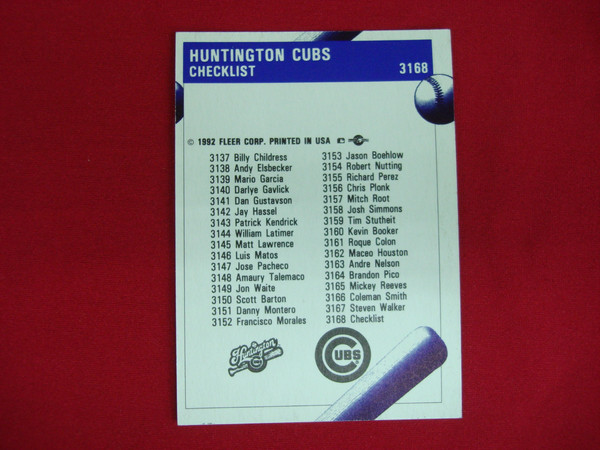 HUNTINGTON CUBS
CHECKLIST 3168
© 1992 FLEER CORP. PRINTED IN USA
3137 Billy Childress
3138 Andy Elsbecker
3139 Mario Garcia
3140 Darlye Gavlick
3141 Dan Gustavson
3142 Jay Hassel
3143 Patrick Kendrick
3144 William Latimer
3145 Matt Lawrence
3146 Luis Matos
3147 Jose Pacheco
3148 Amaury Talemaco
3149 Jon Waite
3150 Scott Barton
3151 Danny Montero
3152 Francisco Morales
3153 Jason Boehlow
3154 Robert Nutting
3155 Richard Perez
3156 Chris Plonk
3157 Mitch Root
3158 Josh Simmons
3159 Tim Stutheit
3160 Kevin Booker
3161 Roque Colon
3162 Maceo Houston
3163 Andre Nelson
3164 Brandon Pico
3165 Mickey Reeves
3166 Coleman Smith
3167 Steven Walker
3168 Checklist
Huntington
CUBS